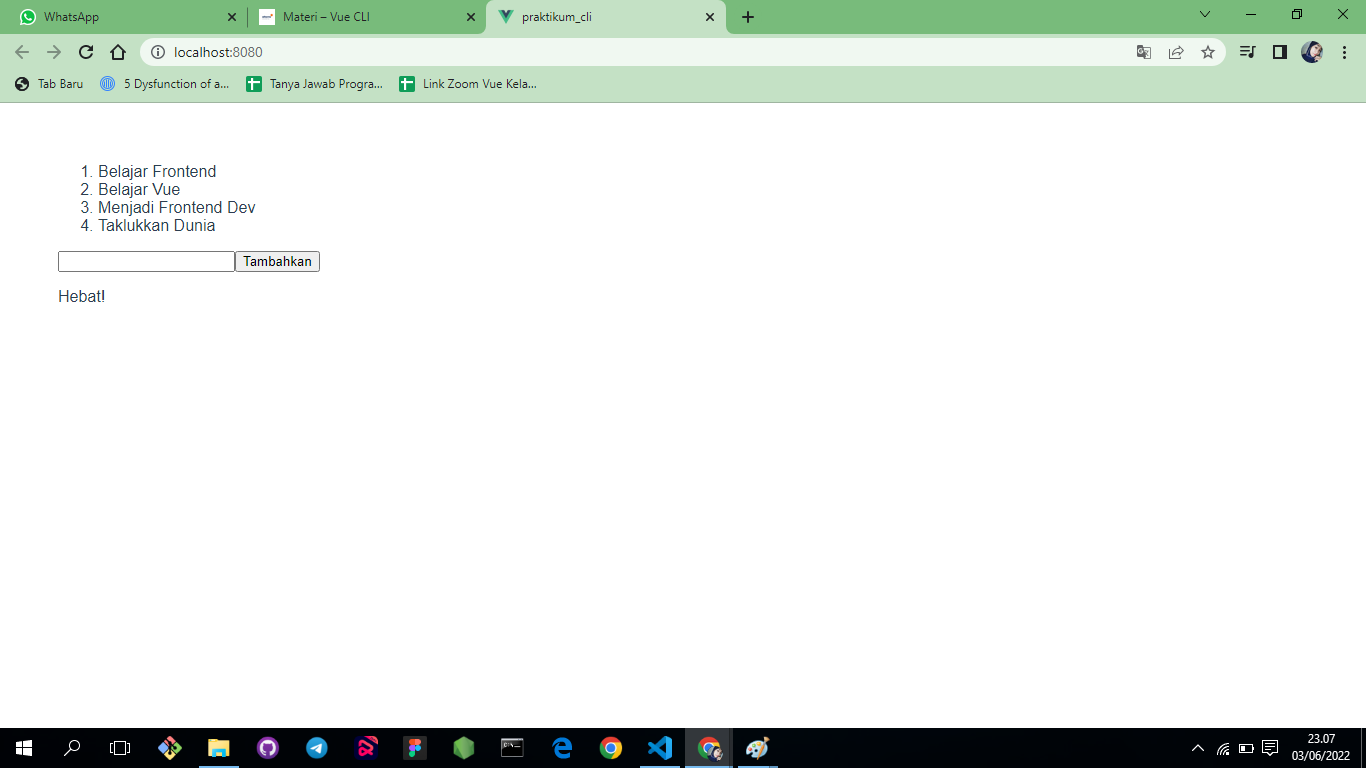 WhatsApp
Materi – Vue CLI
praktikum_cli
localhost:8080
Tab Baru
5 Dysfunction of a...
Tanya Jawab Progra...
Link Zoom Vue Kela...
1. Belajar Frontend
2. Belajar Vue
3. Menjadi Frontend Dev
4. Taklukkan Dunia
Tambahkan
Hebat!
23.07
03/06/2022